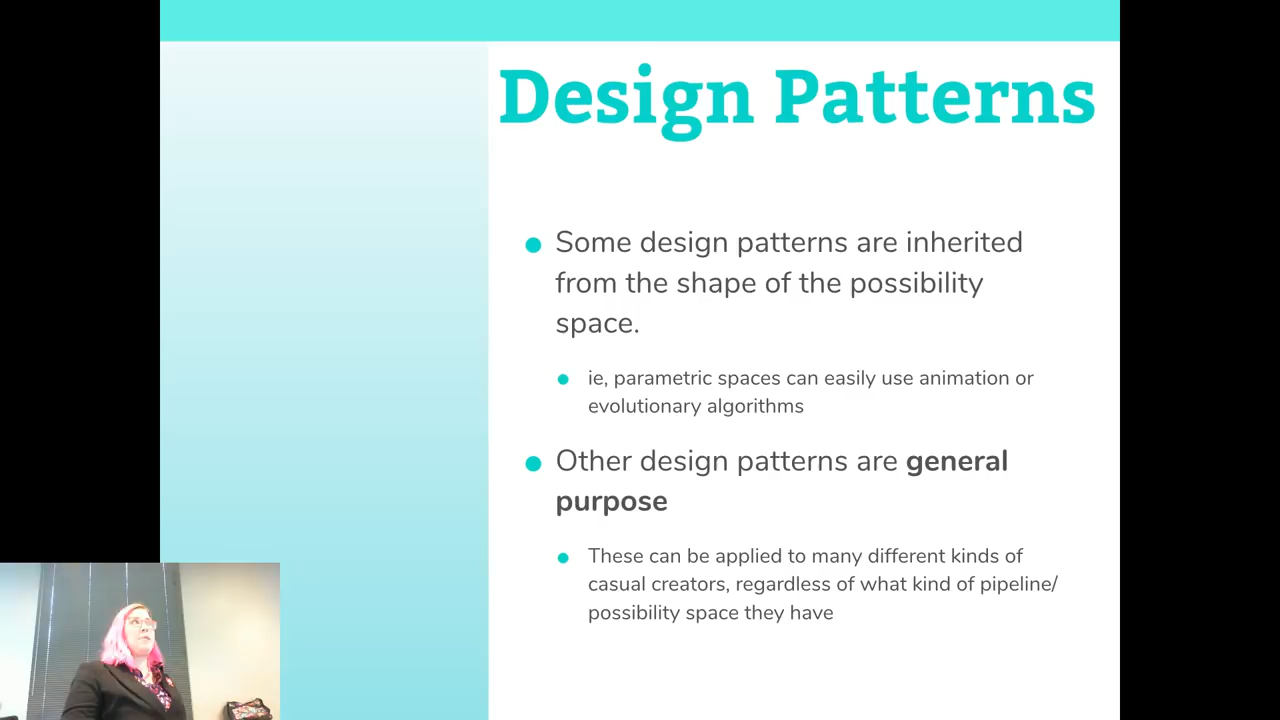 Design Patterns
Some design patterns are inherited
from the shape of the possibility
space.
ie, parametric spaces can easily use animation or
evolutionary algorithms
Other design patterns are general
purpose
These can be applied to many different kinds of
casual creators, regardless of what kind of pipeline/
possibility space they have